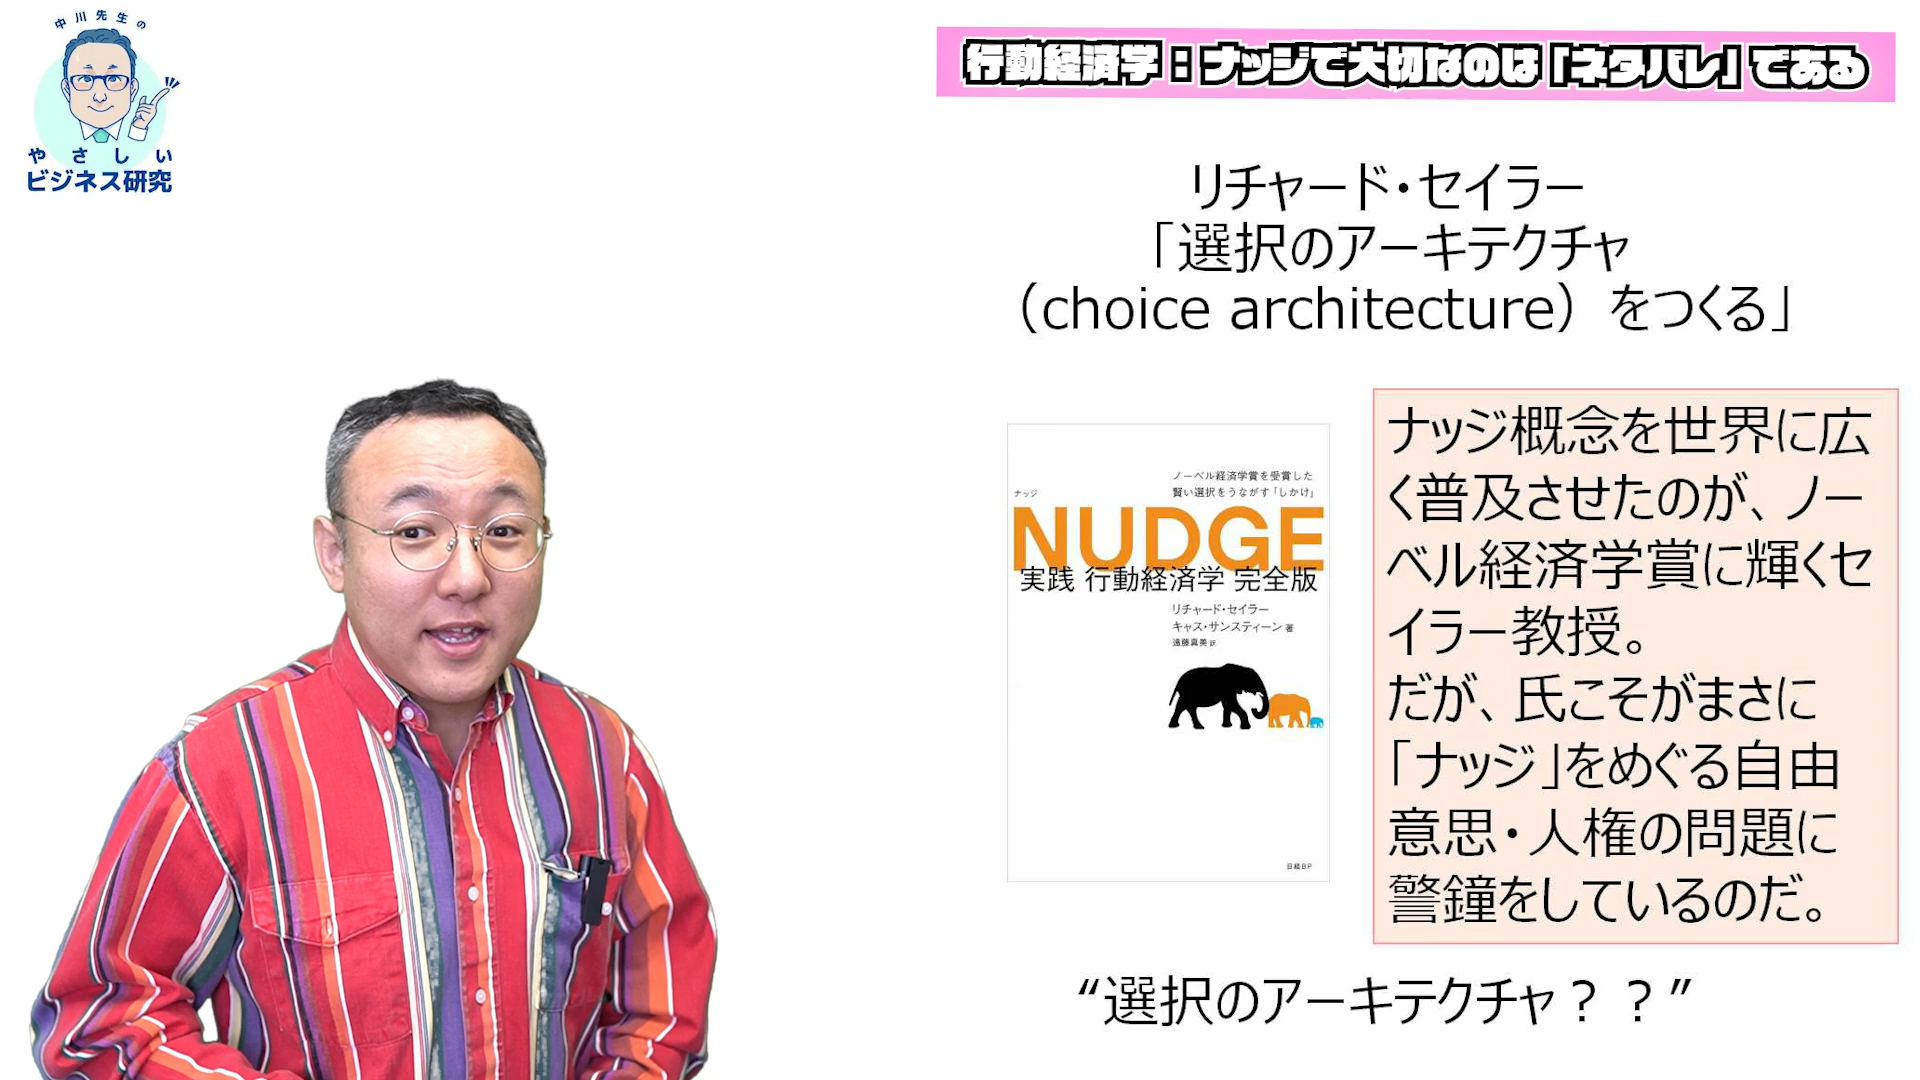 中川先生の
やさしい
ビジネス研究
行動経済学：ナッジで大切なのは「ネタバレ」である
リチャード・セイラー
「選択のアーキテクチャ
（choice architecture）をつくる」
ノーベル経済学賞を受賞した
賢い選択をうながす「しかけ」
ナッジ
NUDGE
実践 行動経済学 完全版
リチャード・セイラー
キャス・サンスティーン 著
遠藤真美 訳
日経BP
ナッジ概念を世界に広
く普及させたのが、ノー
ベル経済学賞に輝くセ
イラー教授。
だが、氏こそがまさに
「ナッジ」をめぐる自由
意思・人権の問題に
警鐘をしているのだ。
“選択のアーキテクチャ？？”